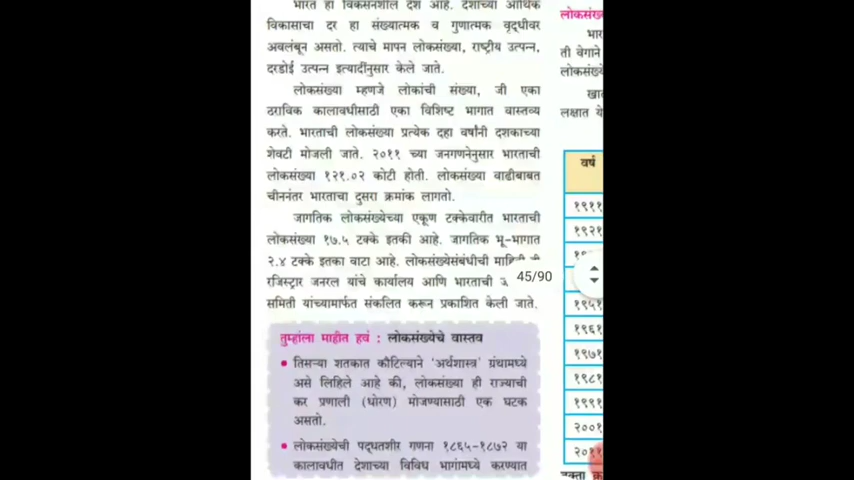 भारत हा विकसनशील देश आहे. देशाच्या आर्थिक
विकासाचा दर हा संख्यात्मक व गुणात्मक वृद्धीवर
अवलंबून असतो. त्याचे मापन लोकसंख्या, राष्ट्रीय उत्पन्न,
दरडोई उत्पन्न इत्यादींनुसार केले जाते.
लोकसंख्या म्हणजे लोकांची संख्या, जी एका
ठराविक कालावधीसाठी एका विशिष्ट भागात वास्तव्य
करते. भारताची लोकसंख्या प्रत्येक दहा वर्षांनी दशकाच्या
शेवटी मोजली जाते. २०११ च्या जनगणनेनुसार भारताची
लोकसंख्या १२१.०२ कोटी होती. लोकसंख्या वाढीबाबत
चीननंतर भारताचा दुसरा क्रमांक लागतो.
जागतिक लोकसंख्येच्या एकूण टक्केवारीत भारताची
लोकसंख्या १७.५ टक्के इतकी आहे. जागतिक भू-भागात
२.४ टक्के इतका वाटा आहे. लोकसंख्येसंबंधीची
रजिस्ट्रार जनरल यांचे कार्यालय आणि भारताची
समिती यांच्यामार्फत संकलित करून प्रकाशित केली जाते.
तुम्हांला माहीत हवं : लोकसंख्येचे वास्तव
• तिसऱ्या शतकात कौटिल्याने 'अर्थशास्त्र' ग्रंथामध्ये
असे लिहिले आहे की, लोकसंख्या ही राज्याची
कर प्रणाली (धोरण) मोजण्यासाठी एक घटक
असतो.
• लोकसंख्येची पद्धतशीर गणना १८६५-१८७२ या
कालावधीत देशाच्या विविध भागांमध्ये करण्यात
45/90
भार
ती वेगाने
खाल
लक्षात ये
वर्ष
१९११
१९२१
१९५१
१९६१
१९७१
१९८१
१९९१
२००१